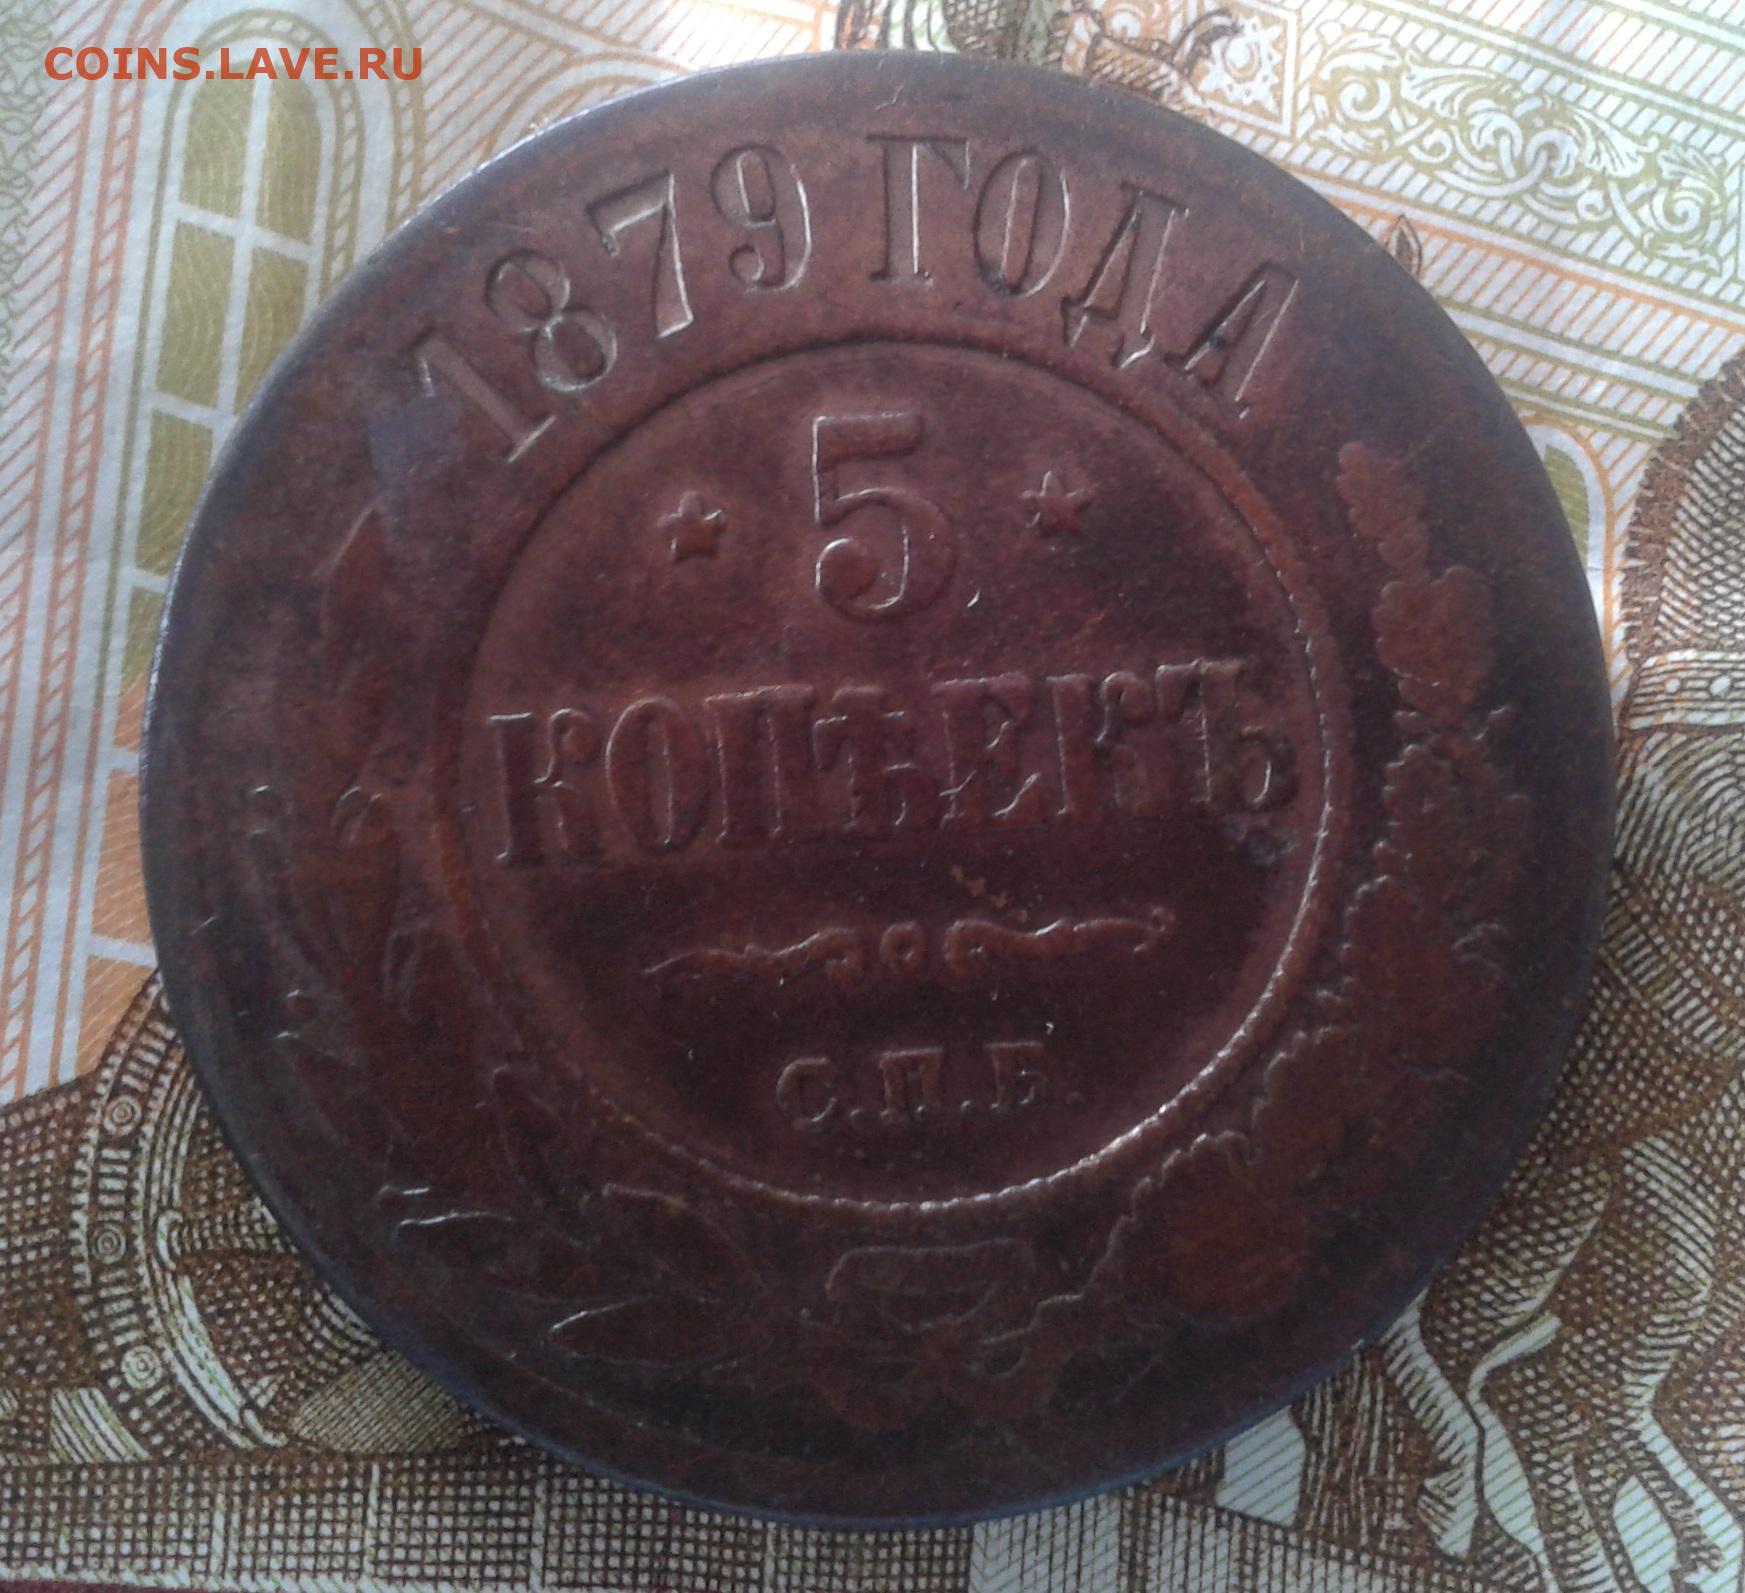 COINS.LAVE.RU
1879 ГОДА
5
КОПѢЕКЪ
С.П.Б.